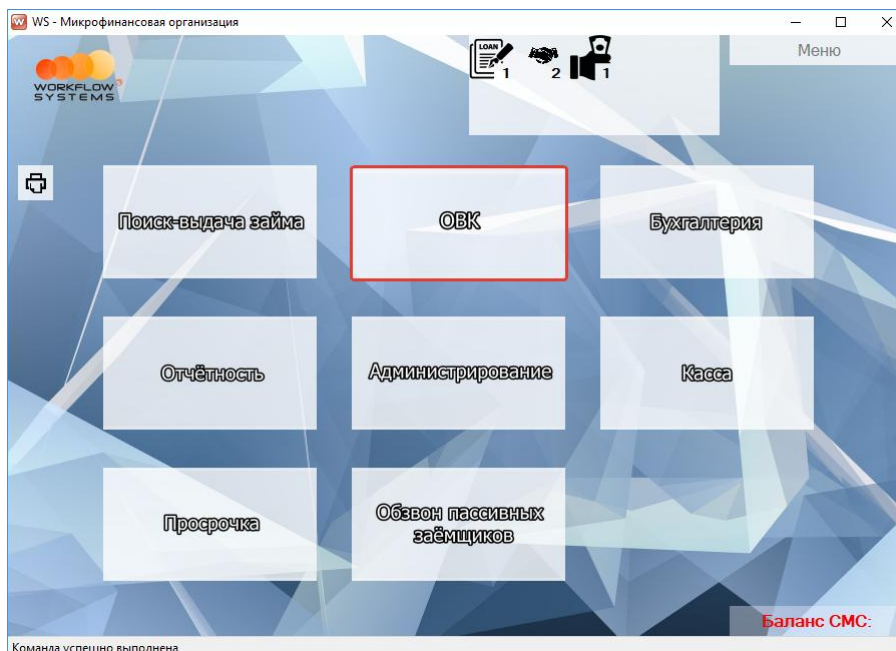 WS - Микрофинансовая организация
WORKFLOW
SYSTEMS
LOAN
1
2
1
Меню
Поиск-выдача займа
ОВК
Бухгалтерия
Отчётность
Администрирование
Касса
Просрочка
Обзвон пассивных
заёмщиков
Баланс СМС:
Команда успешно выполнена